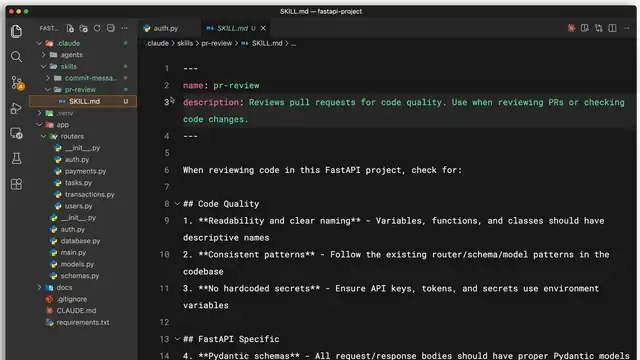 SKILL.md — fastapi-project
FAST...
auth.py
SKILL.md U
.claude > skills > pr-review > SKILL.md > ...
.claude
agents
skills
commit-messa...
pr-review
SKILL.md U
.venv
app
routers
__init__.py
auth.py
payments.py
tasks.py
transactions.py
users.py
__init__.py
auth.py
database.py
main.py
models.py
schemas.py
docs
.gitignore
CLAUDE.md
requirements.txt
1 ---
2 name: pr-review
3 description: Reviews pull requests for code quality. Use when reviewing PRs or checking
code changes.
4 ---
5
6 When reviewing code in this FastAPI project, check for:
7
8 ## Code Quality
9 1. **Readability and clear naming** - Variables, functions, and classes should have
descriptive names
10 2. **Consistent patterns** - Follow the existing router/schema/model patterns in the
codebase
11 3. **No hardcoded secrets** - Ensure API keys, tokens, and secrets use environment
variables
12
13 ## FastAPI Specific
14 4. **Pydantic schemas** - All request/response bodies should have proper Pydantic models